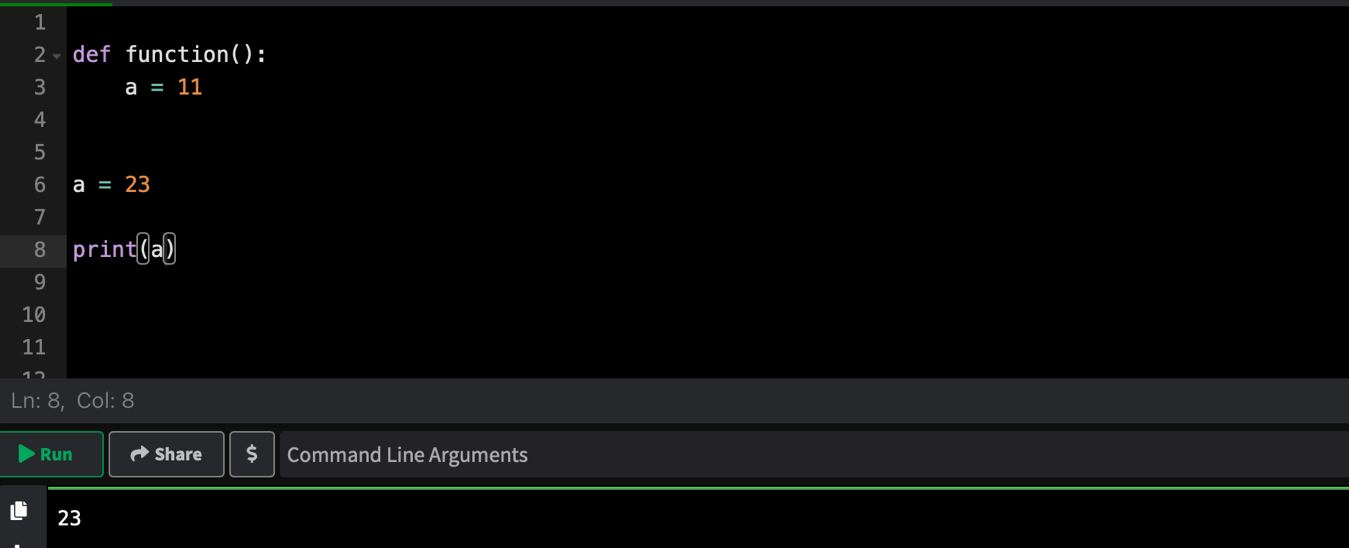 1
2 def function():
3     a = 11
4
5
6 a = 23
7
8 print(a)
9
10
11
12
Ln: 8,  Col: 8
Run Share $ Command Line Arguments
23